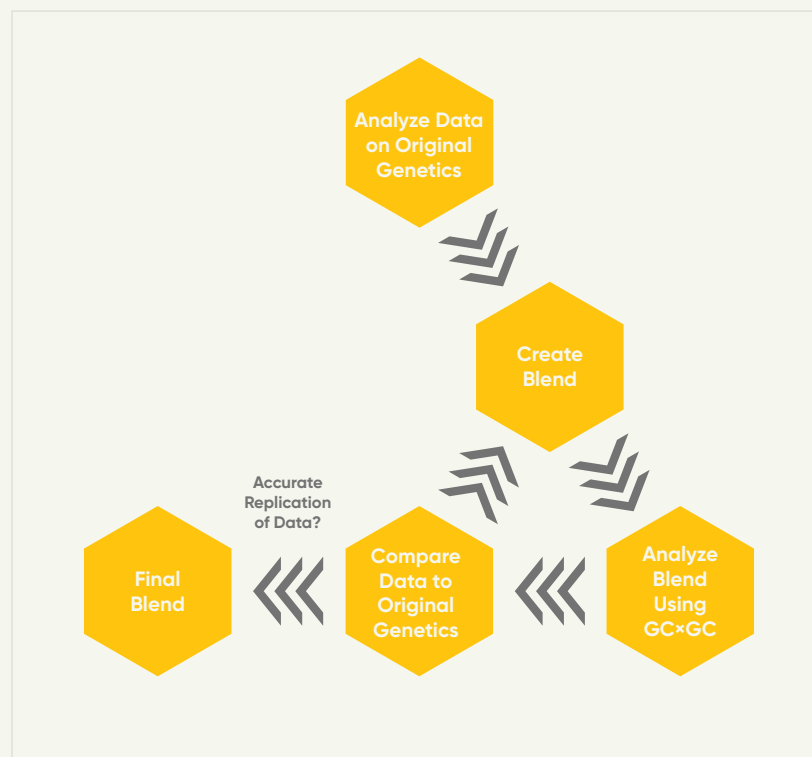 Analyze Data
on Original
Genetics
Create
Blend
Accurate
Replication
of Data?
Final
Blend
Compare
Data to
Original
Genetics
Analyze
Blend
Using
GC×GC